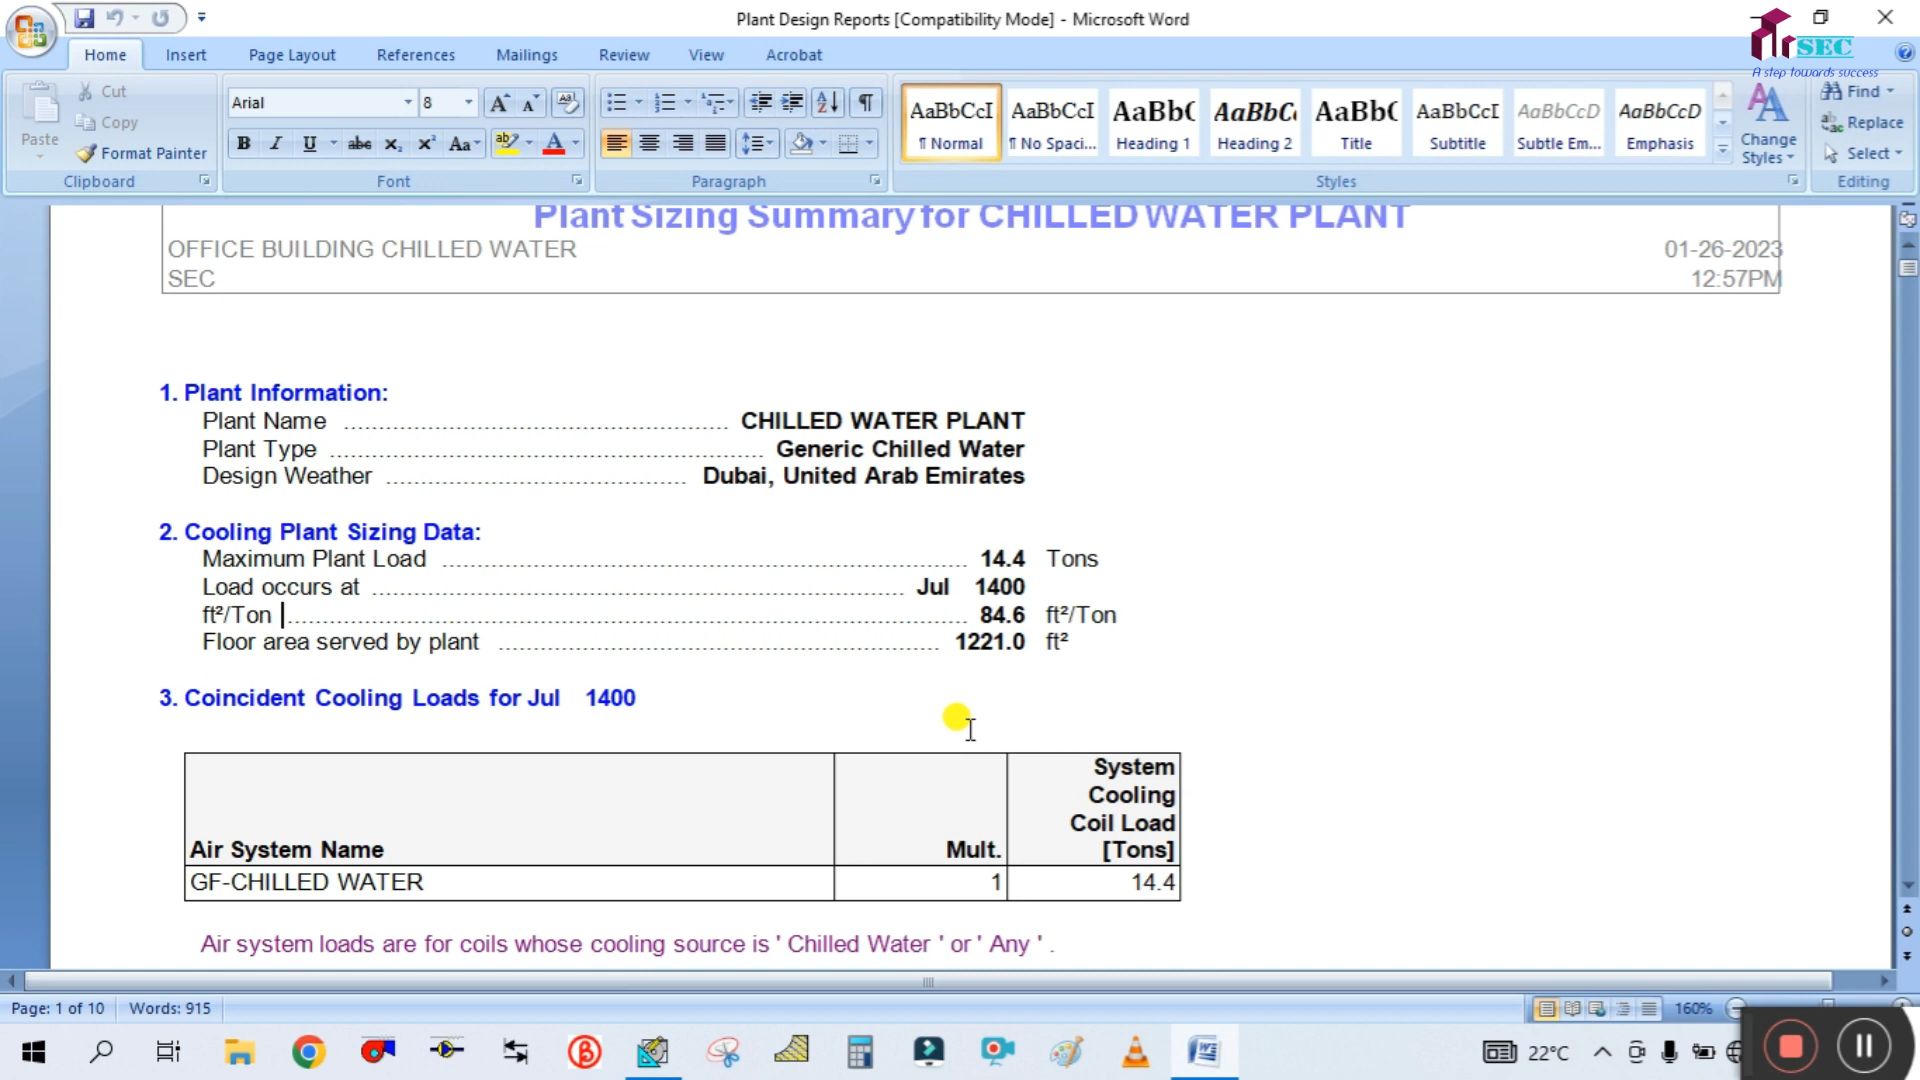 Plant Design Reports [Compatibility Mode] - Microsoft Word
SEC
A step towards success
Home Insert Page Layout References Mailings Review View Acrobat
Paste
Cut
Copy
Format Painter
Clipboard
Arial 8
Font
Paragraph
AaBbCcI AaBbCcI AaBb( AaBbC AaBb( AaBbCcI AaBbCcD AaBbCcD
¶ Normal ¶ No Spaci... Heading 1 Heading 2 Title Subtitle Subtle Em... Emphasis
Change Styles
Styles
Find
Replace
Select
Editing
Plant Sizing Summary for CHILLED WATER PLANT
OFFICE BUILDING CHILLED WATER 01-26-2023
SEC 12:57PM
1. Plant Information:
Plant Name CHILLED WATER PLANT
Plant Type Generic Chilled Water
Design Weather Dubai, United Arab Emirates
2. Cooling Plant Sizing Data:
Maximum Plant Load 14.4 Tons
Load occurs at Jul 1400
ft²/Ton 84.6 ft²/Ton
Floor area served by plant 1221.0 ft²
3. Coincident Cooling Loads for Jul 1400
Air System Name Mult. System Cooling Coil Load [Tons]
GF-CHILLED WATER 1 14.4
Air system loads are for coils whose cooling source is ' Chilled Water ' or ' Any ' .
Page: 1 of 10 Words: 915 160%
22°C